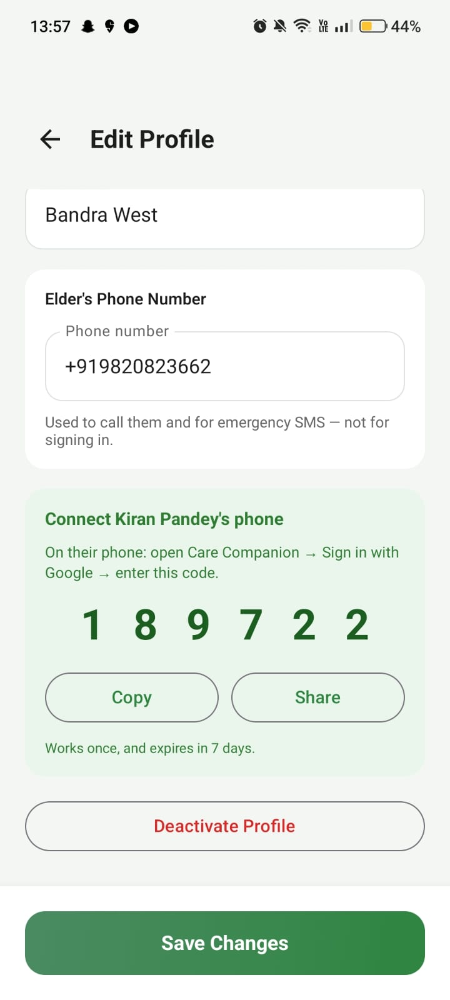 13:57 VoLTE 44%
Edit Profile
Bandra West
Elder's Phone Number
Phone number
+919820823662
Used to call them and for emergency SMS — not for
signing in.
Connect Kiran Pandey's phone
On their phone: open Care Companion → Sign in with
Google → enter this code.
1 8 9 7 2 2
Copy Share
Works once, and expires in 7 days.
Deactivate Profile
Save Changes